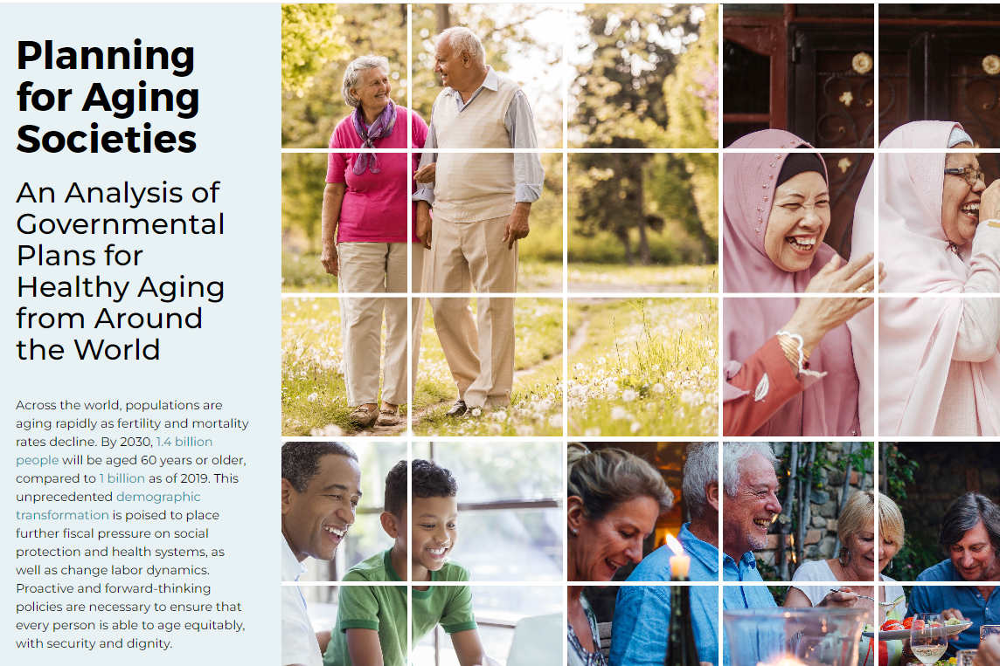 Planning
for Aging
Societies
An Analysis of
Governmental
Plans for
Healthy Aging
from Around
the World
Across the world, populations are
aging rapidly as fertility and mortality
rates decline. By 2030, 1.4 billion
people will be aged 60 years or older,
compared to 1 billion as of 2019. This
unprecedented demographic
transformation is poised to place
further fiscal pressure on social
protection and health systems, as
well as change labor dynamics.
Proactive and forward-thinking
policies are necessary to ensure that
every person is able to age equitably,
with security and dignity.